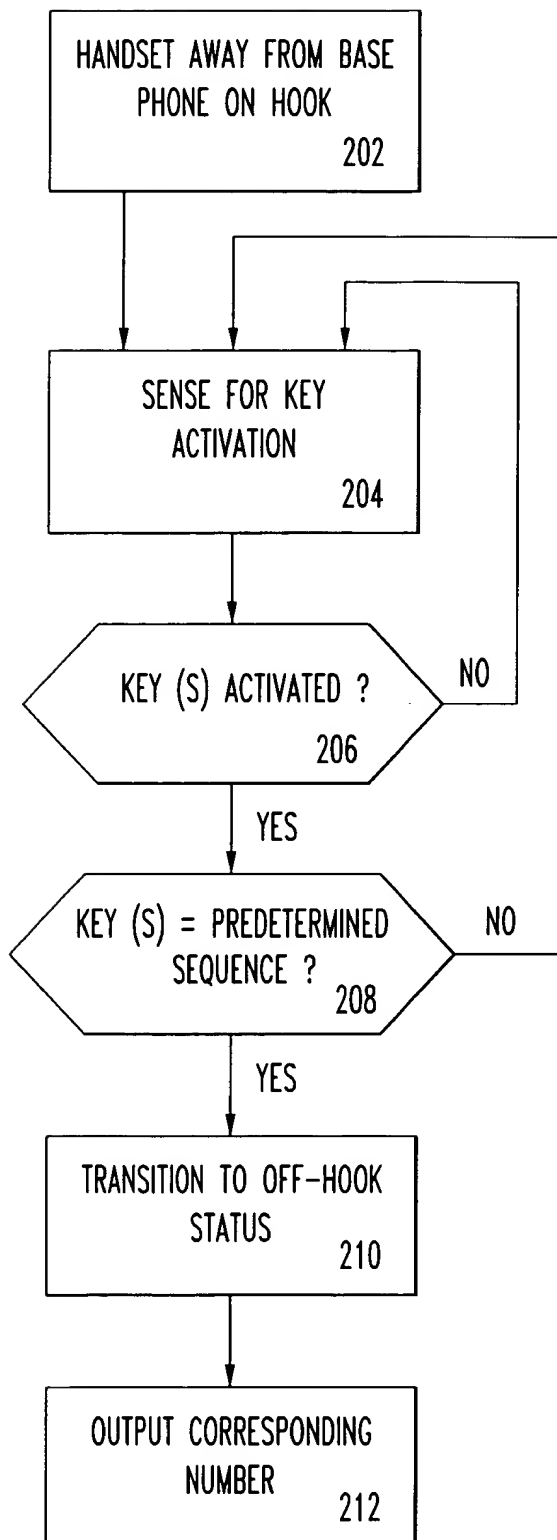 HANDSET AWAY FROM BASE
PHONE ON HOOK
202
SENSE FOR KEY
ACTIVATION
204
KEY (S) ACTIVATED ?
206
NO
YES
KEY (S) = PREDETERMINED
SEQUENCE ?
208
NO
YES
TRANSITION TO OFF-HOOK
STATUS
210
OUTPUT CORRESPONDING
NUMBER
212